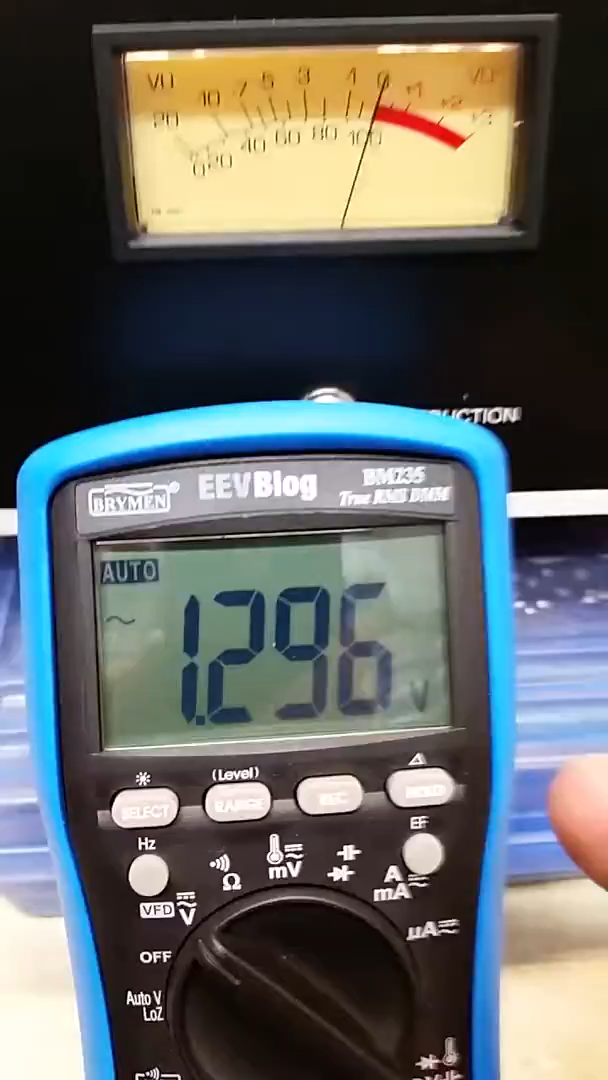 VU 20 10 7 5 3 1 0 +1 +2 +3 VU
0 20 40 60 80 100
UCTION
BRYMEN® EEVBlog BM235
True RMS DMM
AUTO
~ 1.296 V
(Level) Δ
SELECT RANGE REC HOLD
Hz EF
VFD V Ω mV A mA
µA
OFF
Auto V
LoZ